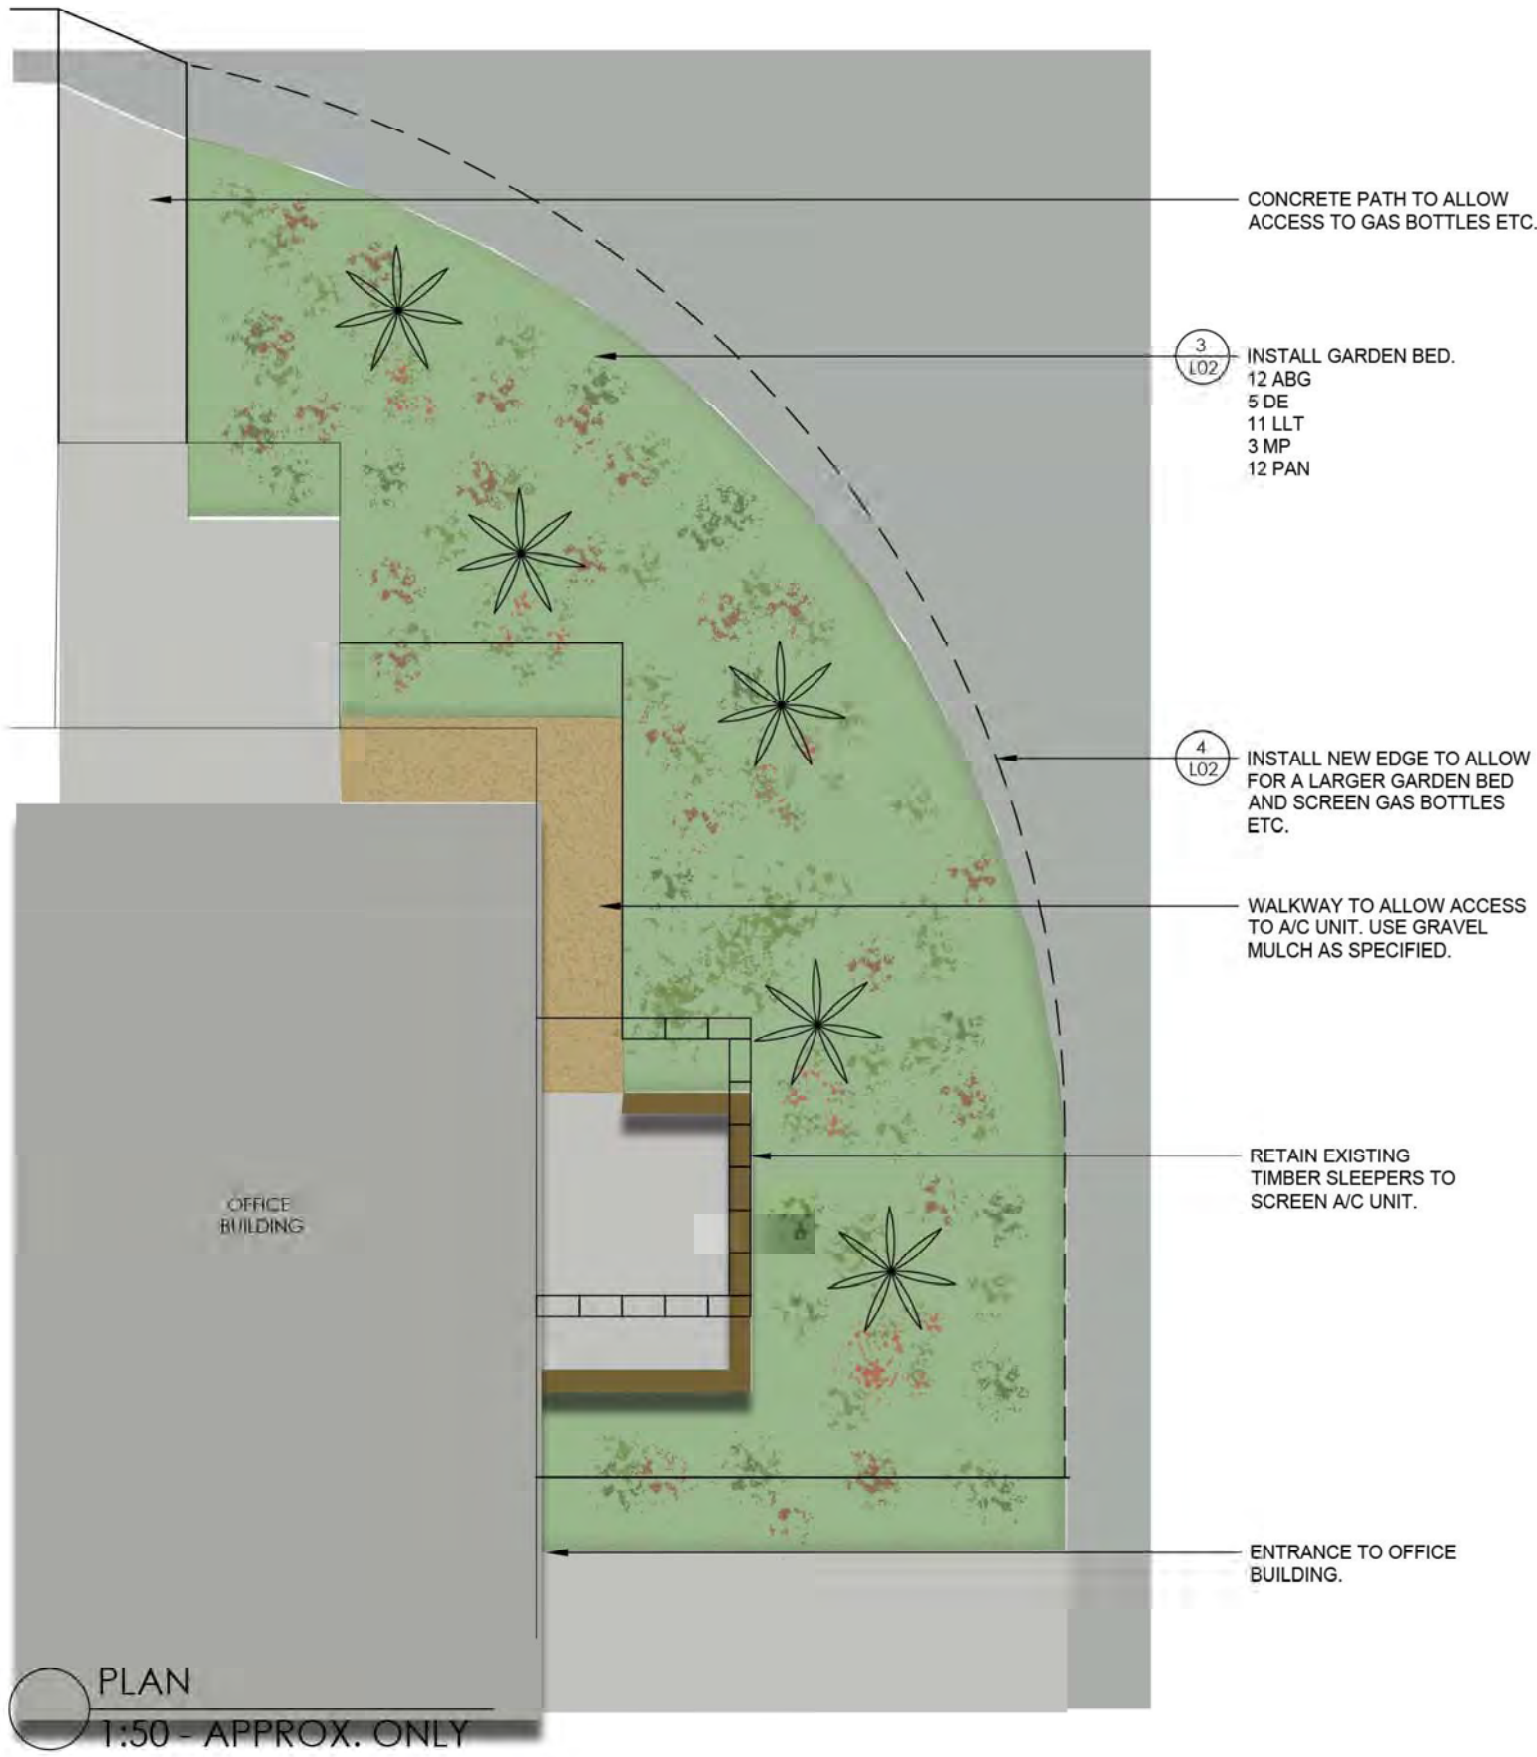 CONCRETE PATH TO ALLOW
ACCESS TO GAS BOTTLES ETC.
3
L02
INSTALL GARDEN BED.
12 ABG
5 DE
11 LLT
3 MP
12 PAN
4
L02
INSTALL NEW EDGE TO ALLOW
FOR A LARGER GARDEN BED
AND SCREEN GAS BOTTLES
ETC.
WALKWAY TO ALLOW ACCESS
TO A/C UNIT. USE GRAVEL
MULCH AS SPECIFIED.
RETAIN EXISTING
TIMBER SLEEPERS TO
SCREEN A/C UNIT.
OFFICE
BUILDING
ENTRANCE TO OFFICE
BUILDING.
PLAN
1:50 - APPROX. ONLY